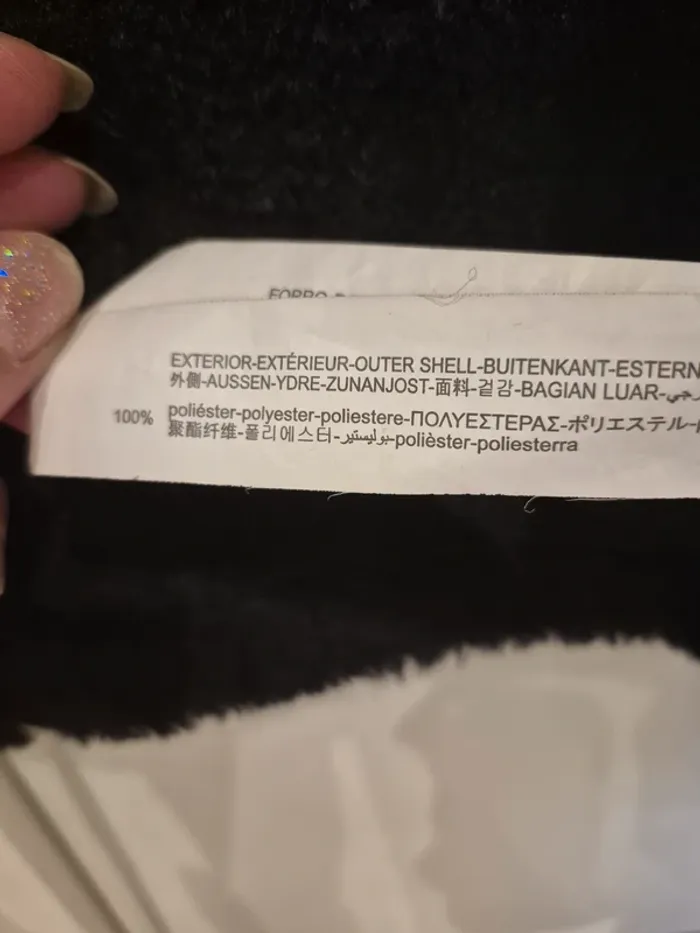 FORRO
EXTERIOR-EXTÉRIEUR-OUTER SHELL-BUITENKANT-ESTERN
外側-AUSSEN-YDRE-ZUNANJOST-面料-겉감-BAGIAN LUAR-
100% poliéster-polyester-poliestere-ΠΟΛΥΕΣΤΕΡΑΣ-ポリエステル-
聚酯纤维-폴리에스터-بوليستير-polièster-poliesterra